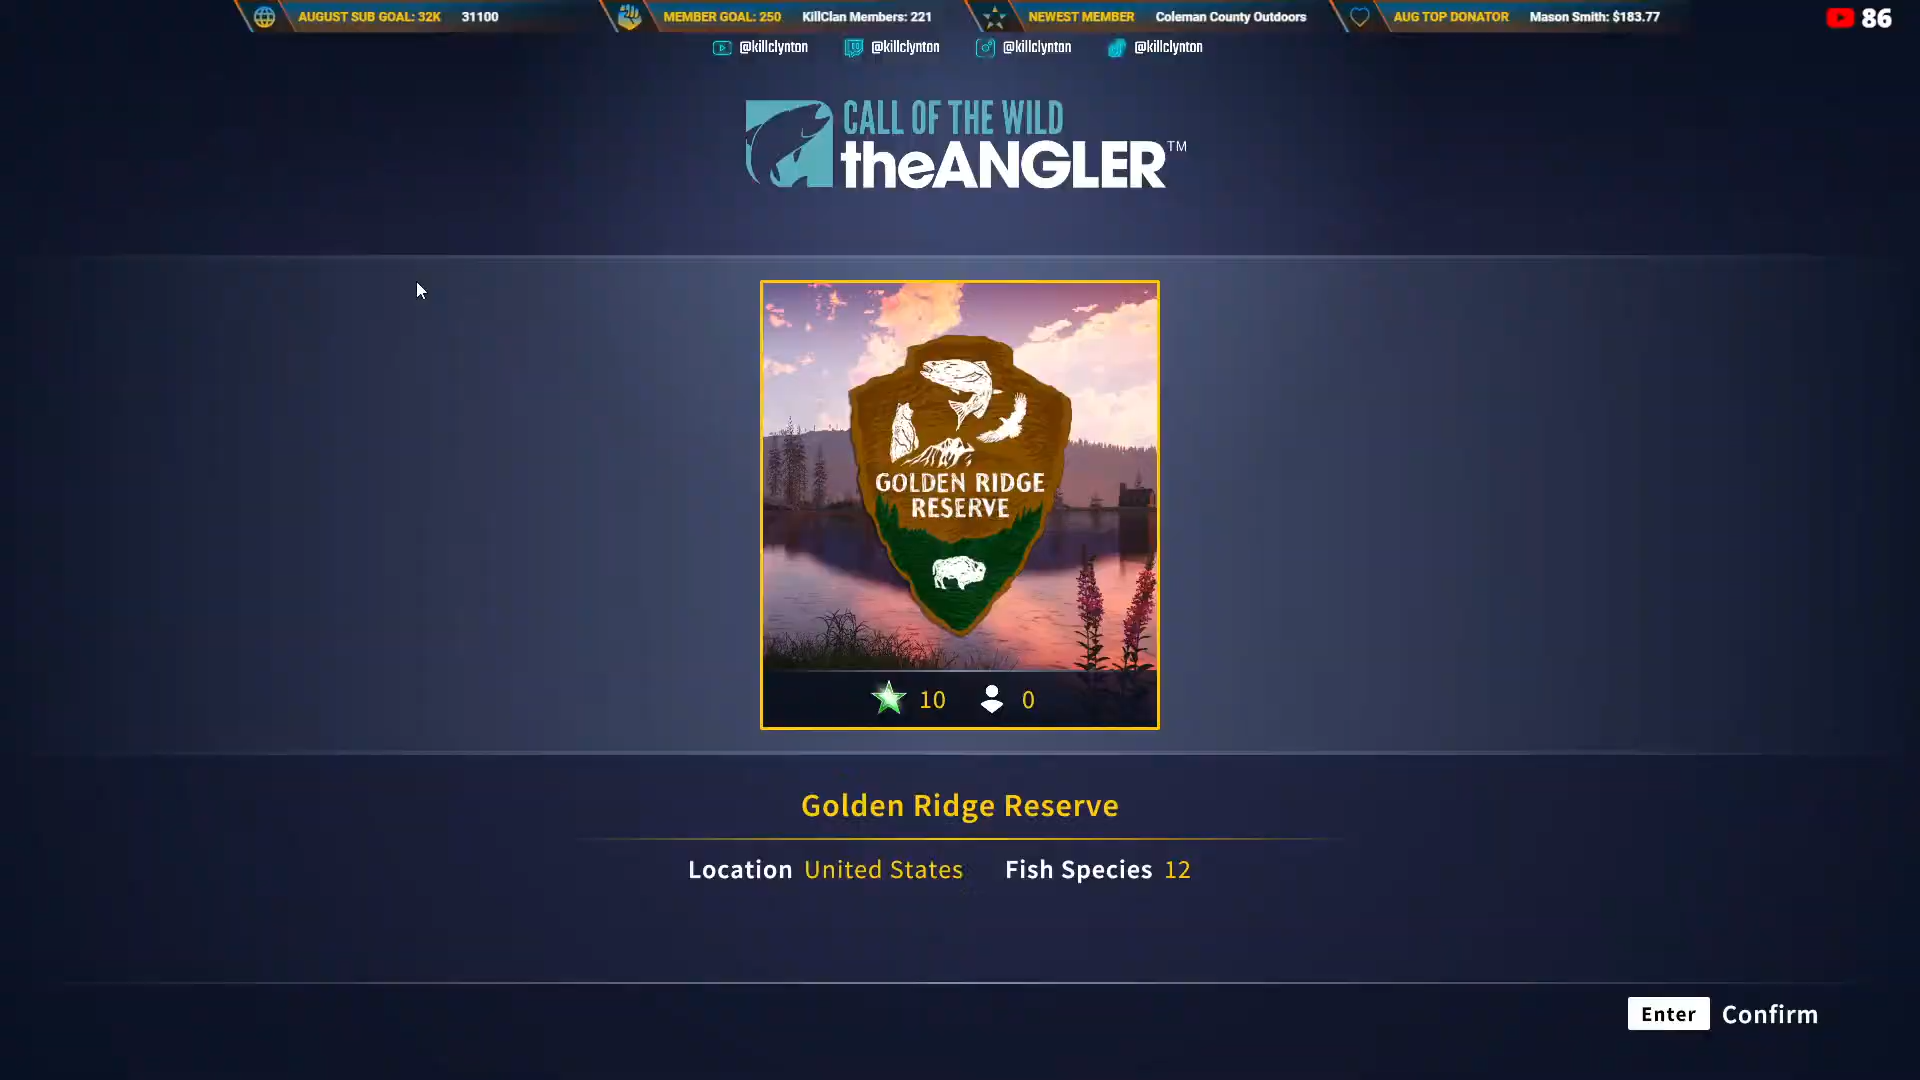 AUGUST SUB GOAL: 32K 31100 MEMBER GOAL: 250 KillClan Members: 221 NEWEST MEMBER Coleman County Outdoors AUG TOP DONATOR Mason Smith: $183.77 86
@killclynton @killclynton @killclynton @killclynton
CALL OF THE WILD
theANGLER™
GOLDEN RIDGE
RESERVE
10 0
Golden Ridge Reserve
Location United States Fish Species 12
Enter Confirm